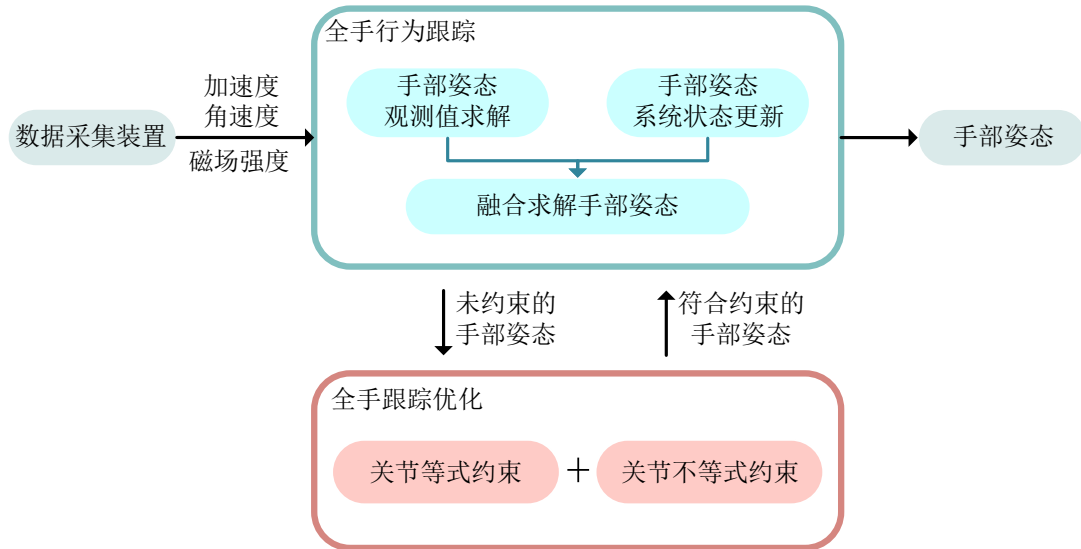 全手行为跟踪
手部姿态
观测值求解
手部姿态
系统状态更新
融合求解手部姿态
数据采集装置
加速度
角速度
磁场强度
手部姿态
未约束的
手部姿态
符合约束的
手部姿态
全手跟踪优化
关节等式约束
+
关节不等式约束